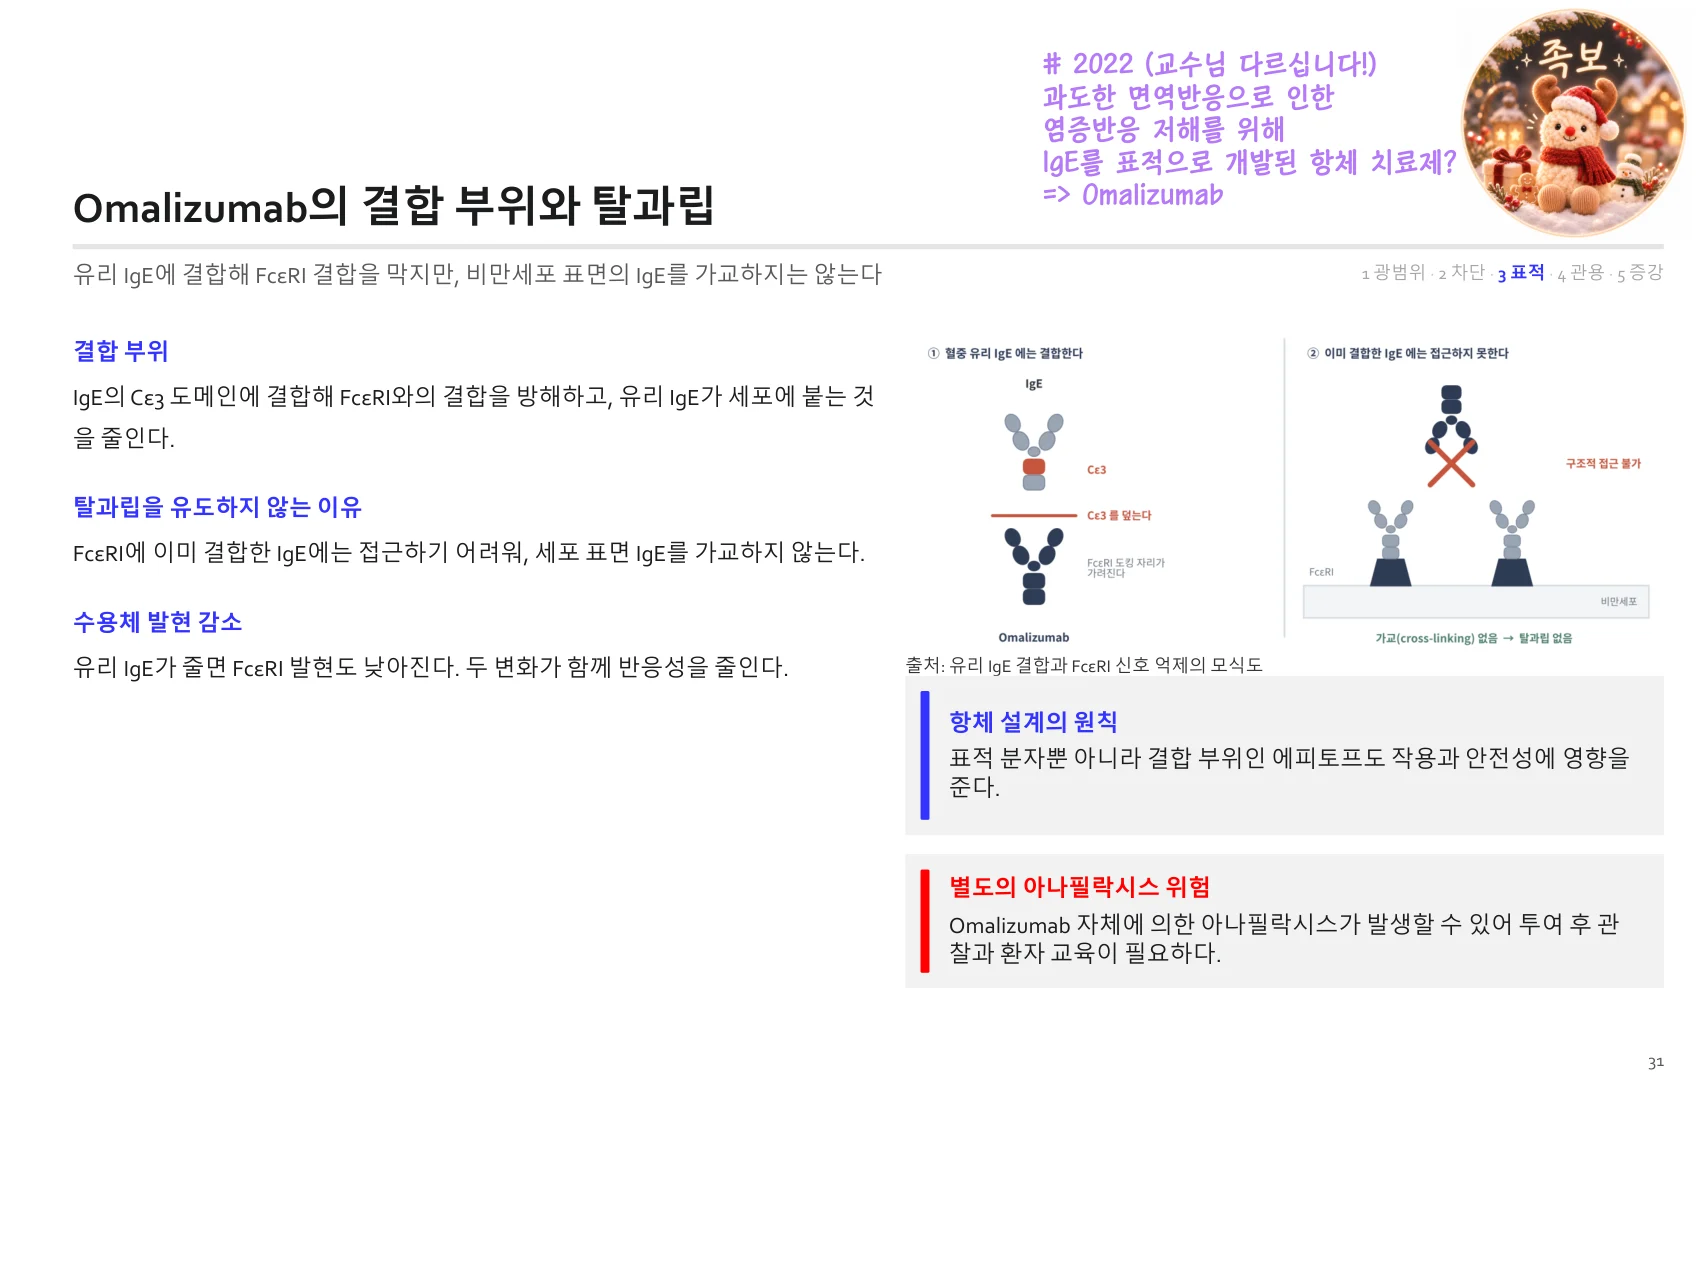 # 2022 (교수님 다르십니다!)
과도한 면역반응으로 인한
염증반응 저해를 위해
IgE를 표적으로 개발된 항체 치료제?
=> Omalizumab
족보
Omalizumab의 결합 부위와 탈과립
유리 IgE에 결합해 FcεRI 결합을 막지만, 비만세포 표면의 IgE를 가교하지는 않는다
1 광범위 · 2 차단 · 3 표적 · 4 관용 · 5 증강
결합 부위
IgE의 Cε3 도메인에 결합해 FcεRI와의 결합을 방해하고, 유리 IgE가 세포에 붙는 것
을 줄인다.
탈과립을 유도하지 않는 이유
FcεRI에 이미 결합한 IgE에는 접근하기 어려워, 세포 표면 IgE를 가교하지 않는다.
수용체 발현 감소
유리 IgE가 줄면 FcεRI 발현도 낮아진다. 두 변화가 함께 반응성을 줄인다.
① 혈중 유리 IgE 에는 결합한다
IgE
Cε3
Cε3 를 덮는다
FcεRI 도킹 자리가
가려진다
Omalizumab
② 이미 결합한 IgE 에는 접근하지 못한다
구조적 접근 불가
FcεRI
비만세포
가교(cross-linking) 없음 → 탈과립 없음
출처: 유리 IgE 결합과 FcεRI 신호 억제의 모식도
항체 설계의 원칙
표적 분자뿐 아니라 결합 부위인 에피토프도 작용과 안전성에 영향을
준다.
별도의 아나필락시스 위험
Omalizumab 자체에 의한 아나필락시스가 발생할 수 있어 투여 후 관
찰과 환자 교육이 필요하다.
31